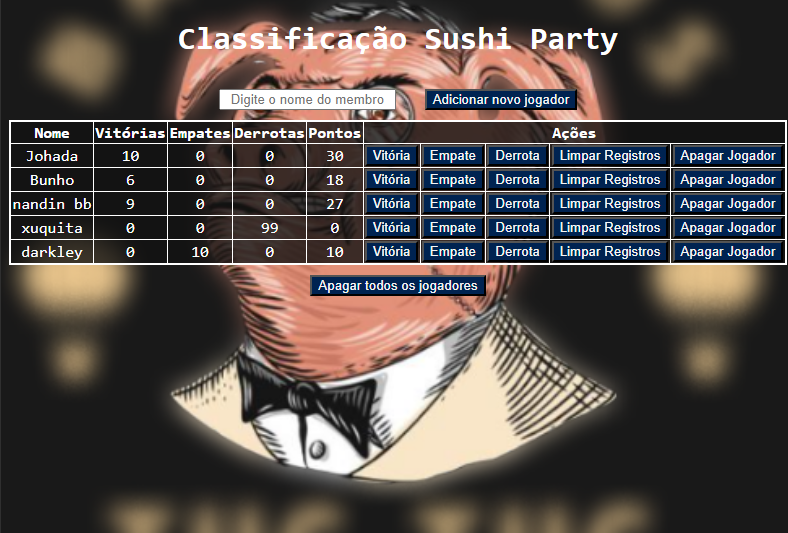 Classificação Sushi Party
Digite o nome do membro Adicionar novo jogador
Nome Vitórias Empates Derrotas Pontos Ações
Johada 10 0 0 30 Vitória Empate Derrota Limpar Registros Apagar Jogador
Bunho 6 0 0 18 Vitória Empate Derrota Limpar Registros Apagar Jogador
nandin bb 9 0 0 27 Vitória Empate Derrota Limpar Registros Apagar Jogador
xuquita 0 0 99 0 Vitória Empate Derrota Limpar Registros Apagar Jogador
darkley 0 10 0 10 Vitória Empate Derrota Limpar Registros Apagar Jogador
Apagar todos os jogadores